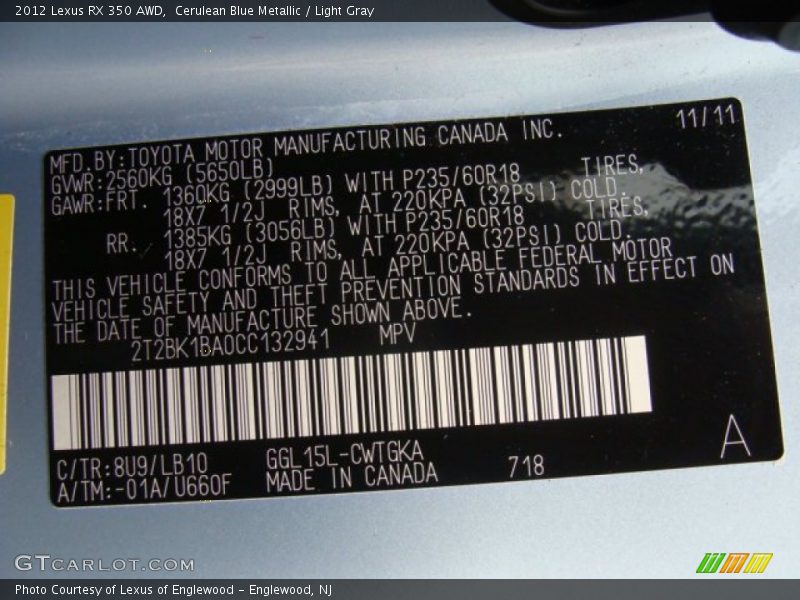 2012 Lexus RX 350 AWD,  Cerulean Blue Metallic / Light Gray
11/11
MFD. BY: TOYOTA MOTOR MANUFACTURING CANADA INC.
GVWR: 2560KG (5650LB)
GAWR: FRT. 1360KG (2999LB) WITH P235/60R18 TIRES,
18X7 1/2J RIMS, AT 220KPA (32PSI) COLD.
RR. 1385KG (3056LB) WITH P235/60R18 TIRES,
18X7 1/2J RIMS, AT 220KPA (32PSI) COLD.
THIS VEHICLE CONFORMS TO ALL APPLICABLE FEDERAL MOTOR
VEHICLE SAFETY AND THEFT PREVENTION STANDARDS IN EFFECT ON
THE DATE OF MANUFACTURE SHOWN ABOVE.
2T2BK1BA0CC132941 MPV
C/TR: 8U9/LB10 GGL15L-CWTGKA
A/TM: -01A/U660F MADE IN CANADA 718
A
GTCARLOT.COM
Photo Courtesy of Lexus of Englewood – Englewood, NJ